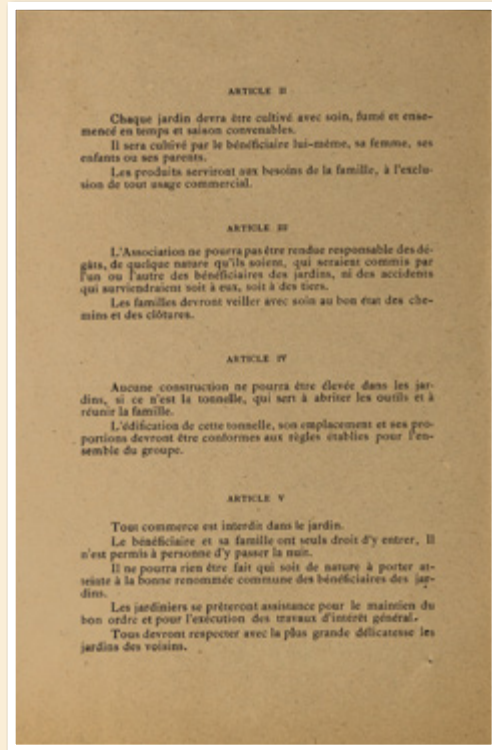 ARTICLE II
Chaque jardin devra être cultivé avec soin, fumé et ense-
mencé en temps et saison convenables.
Il sera cultivé par le bénéficiaire lui-même, sa femme, ses
enfants ou ses parents.
Les produits serviront aux besoins de la famille, à l'exclu-
sion de tout usage commercial.
ARTICLE III
L'Association ne pourra pas être rendue responsable des dé-
gâts, de quelque nature qu'ils soient, qui seraient commis par
l'un ou l'autre des bénéficiaires des jardins, ni des accidents
qui surviendraient soit à eux, soit à des tiers.
Les familles devront veiller avec soin au bon état des che-
mins et des clôtures.
ARTICLE IV
Aucune construction ne pourra être élevée dans les jar-
dins, si ce n'est la tonnelle, qui sert à abriter les outils et à
réunir la famille.
L'édification de cette tonnelle, son emplacement et ses pro-
portions devront être conformes aux règles établies pour l'en-
semble du groupe.
ARTICLE V
Tout commerce est interdit dans le jardin.
Le bénéficiaire et sa famille ont seuls droit d'y entrer, Il
n'est permis à personne d'y passer la nuit.
Il ne pourra rien être fait qui soit de nature à porter at-
teinte à la bonne renommée commune des bénéficiaires des jar-
dins.
Les jardiniers se prêteront assistance pour le maintien du
bon ordre et pour l'exécution des travaux d'intérêt général.
Tous devront respecter avec la plus grande délicatesse les
jardins des voisins.